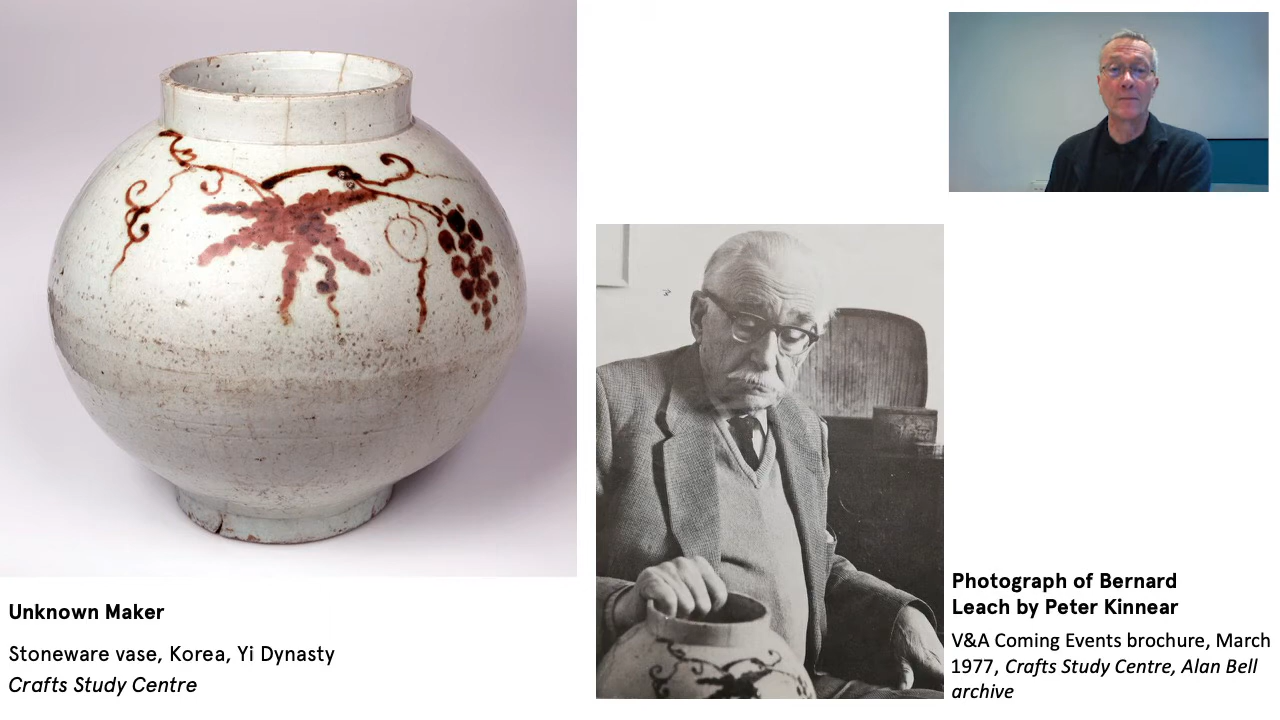 Unknown Maker
Stoneware vase, Korea, Yi Dynasty
Crafts Study Centre
Photograph of Bernard
Leach by Peter Kinnear
V&A Coming Events brochure, March
1977, Crafts Study Centre, Alan Bell
archive